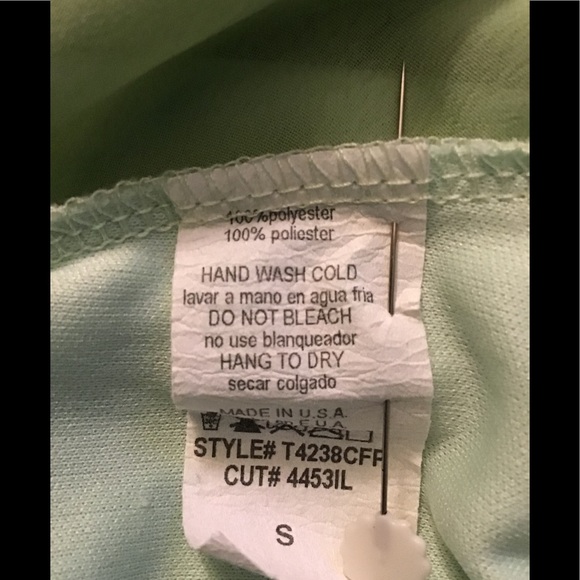 100%polyester
100% poliester
HAND WASH COLD
lavar a mano en agua fria
DO NOT BLEACH
no use blanqueador
HANG TO DRY
secar colgado
MADE IN U.S.A.
STYLE# T4238CFF
CUT# 4453IL
S